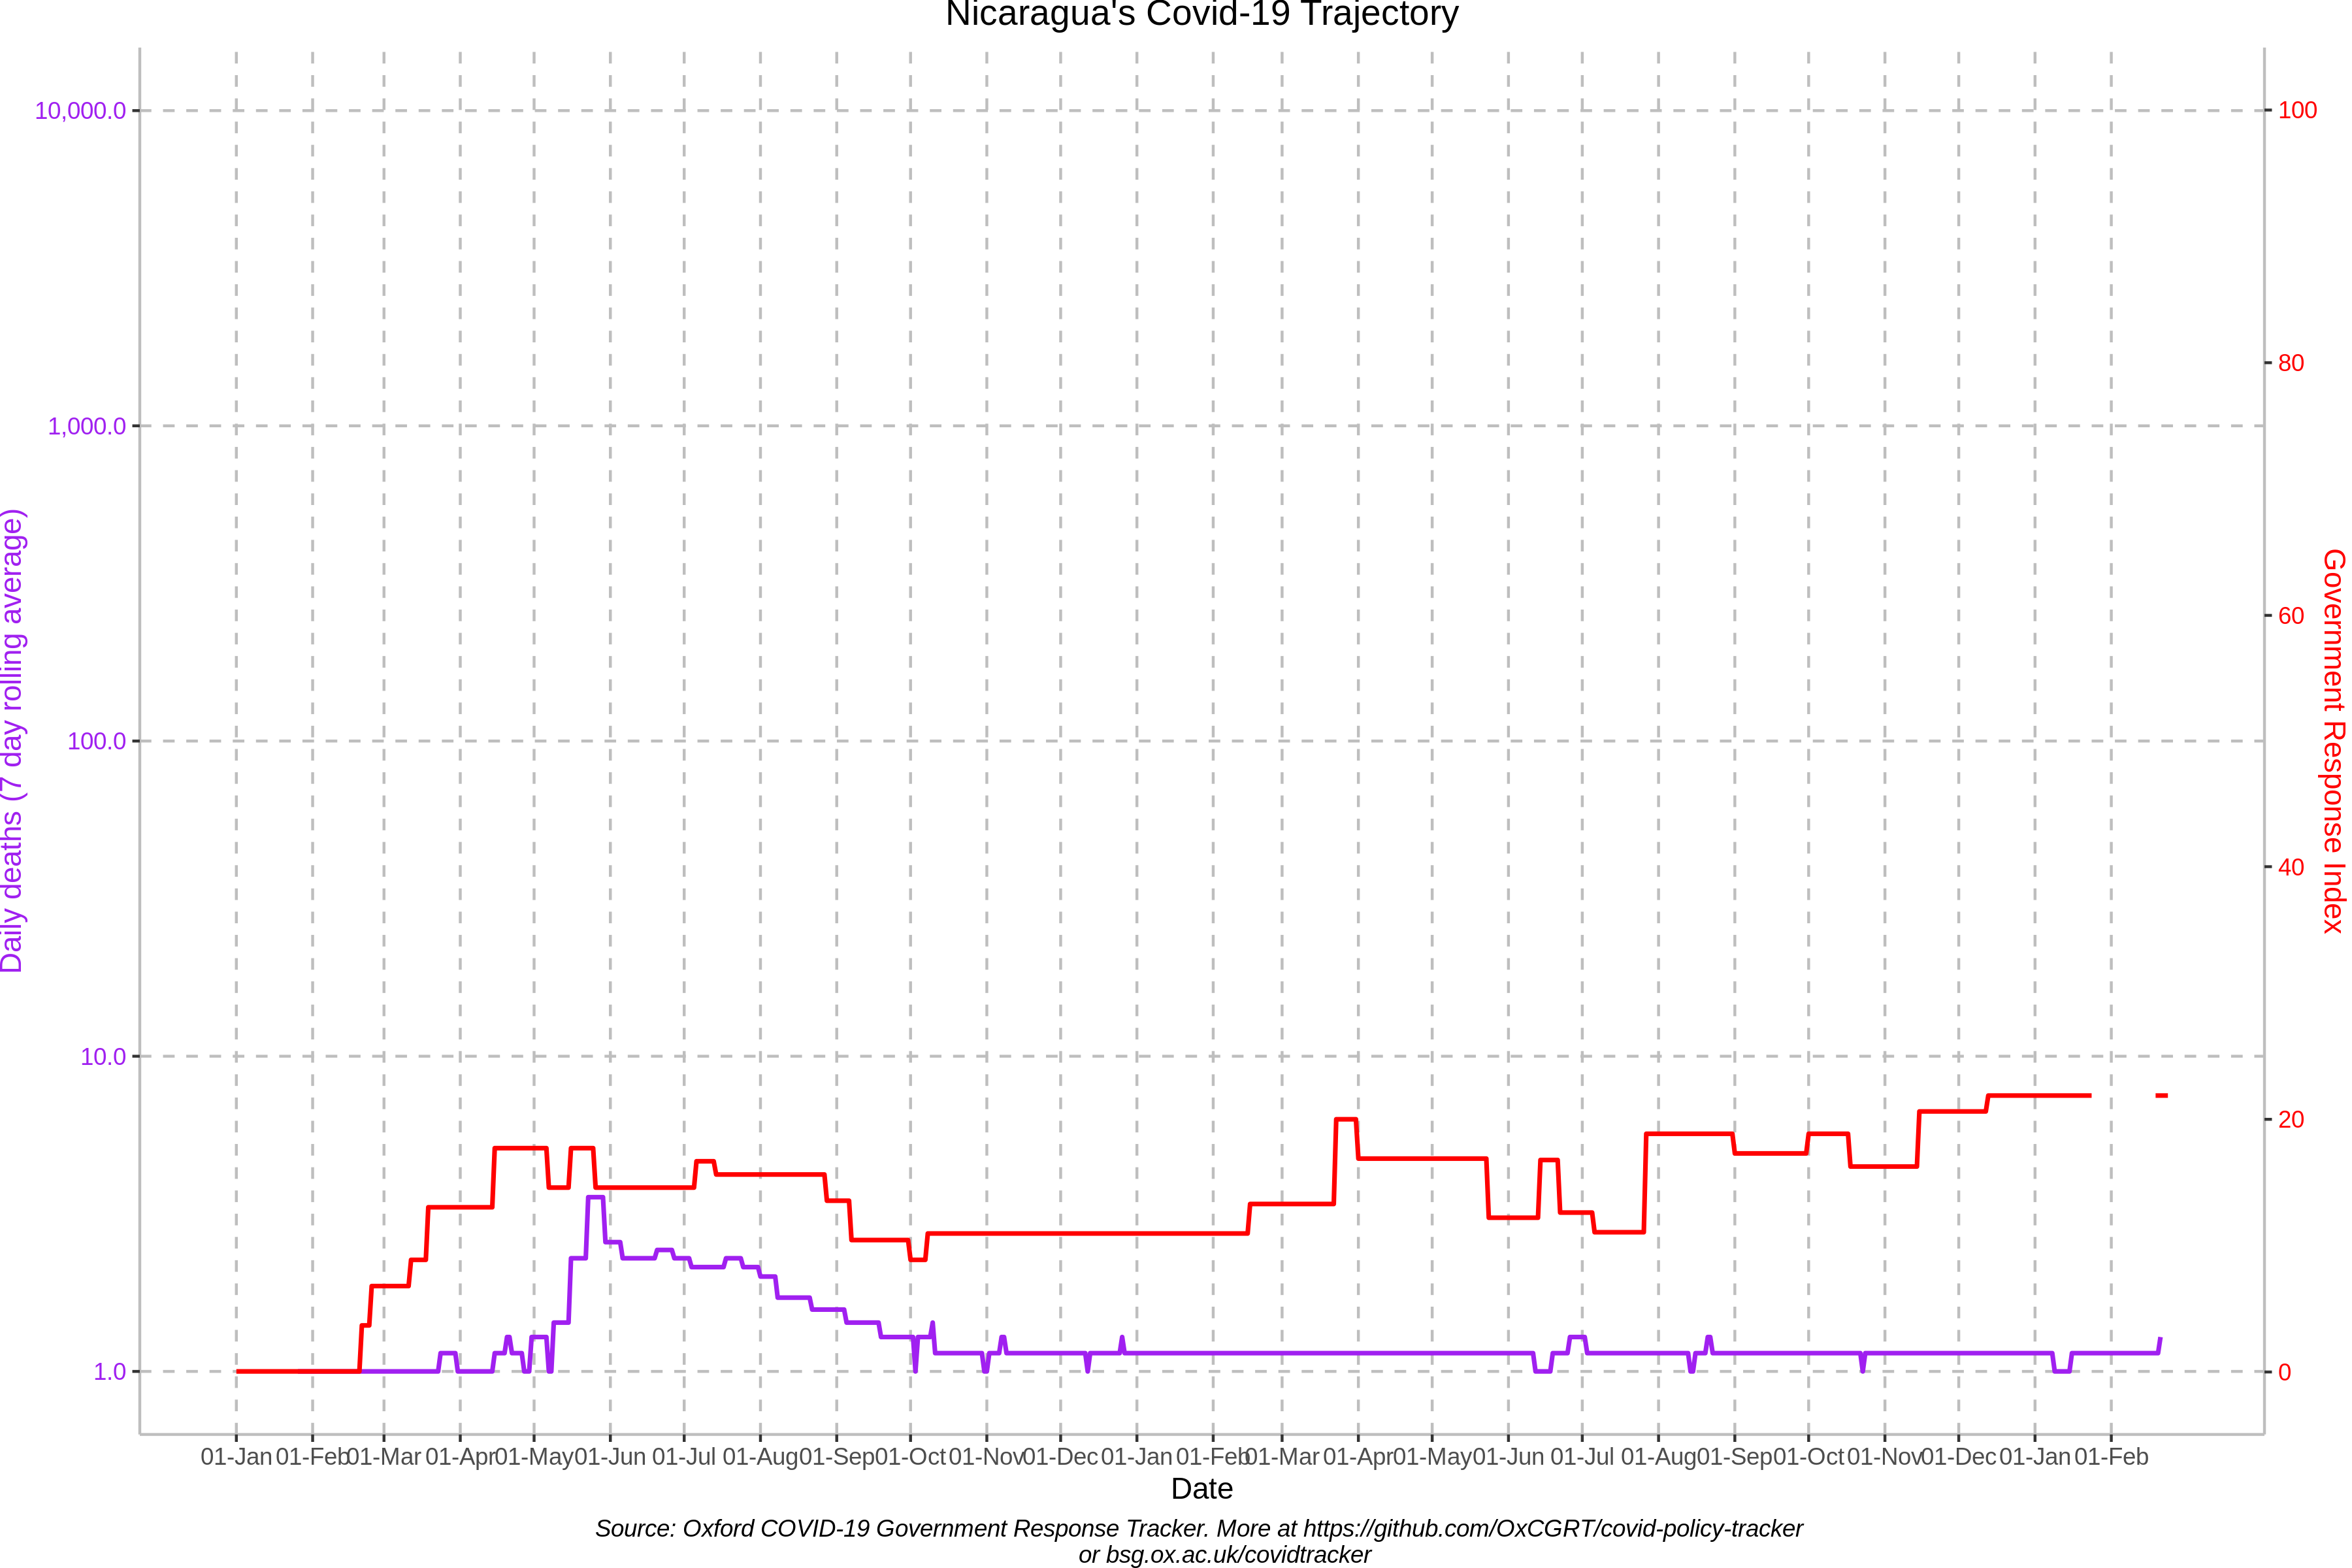 Nicaragua's Covid-19 Trajectory
10,000.0
1,000.0
100.0
10.0
1.0
Daily deaths (7 day rolling average)
100
80
60
40
20
0
Government Response Index
01-Jan 01-Feb 01-Mar 01-Apr 01-May 01-Jun 01-Jul 01-Aug 01-Sep 01-Oct 01-Nov 01-Dec 01-Jan 01-Feb 01-Mar 01-Apr 01-May 01-Jun 01-Jul 01-Aug 01-Sep 01-Oct 01-Nov 01-Dec 01-Jan 01-Feb
Date
Source: Oxford COVID-19 Government Response Tracker. More at https://github.com/OxCGRT/covid-policy-tracker
or bsg.ox.ac.uk/covidtracker